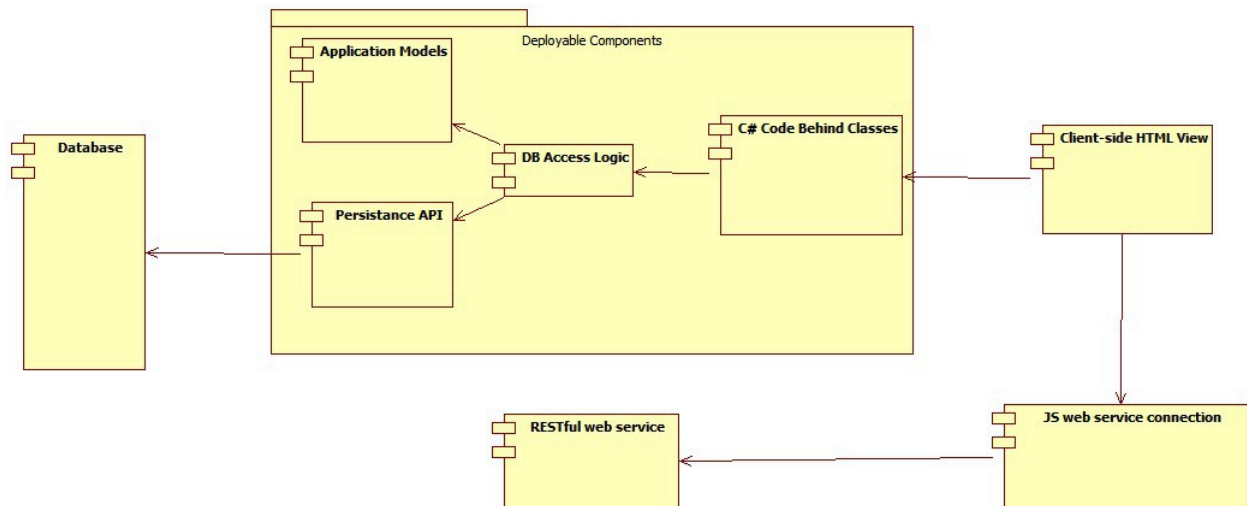 Deployable Components
Application Models
C# Code Behind Classes
Client-side HTML View
Database
DB Access Logic
Persistance API
JS web service connection
RESTful web service